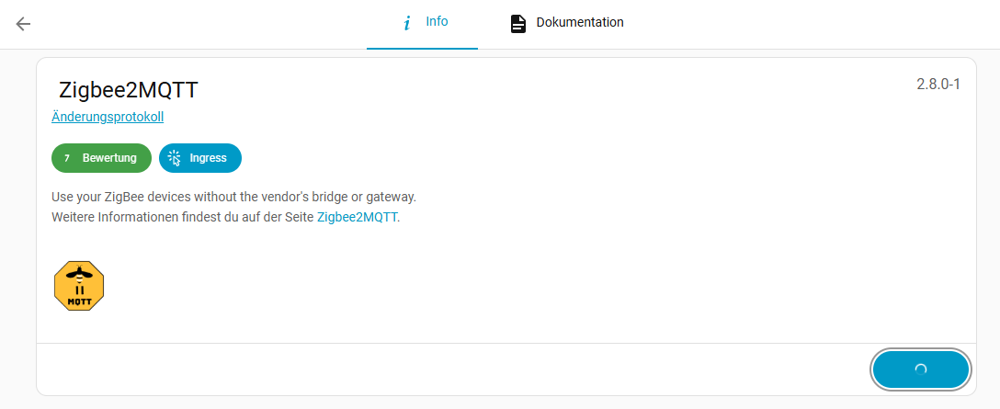 Info
Dokumentation
Zigbee2MQTT
2.8.0-1
Änderungsprotokoll
7 Bewertung
Ingress
Use your ZigBee devices without the vendor's bridge or gateway.
Weitere Informationen findest du auf der Seite Zigbee2MQTT.
MQTT